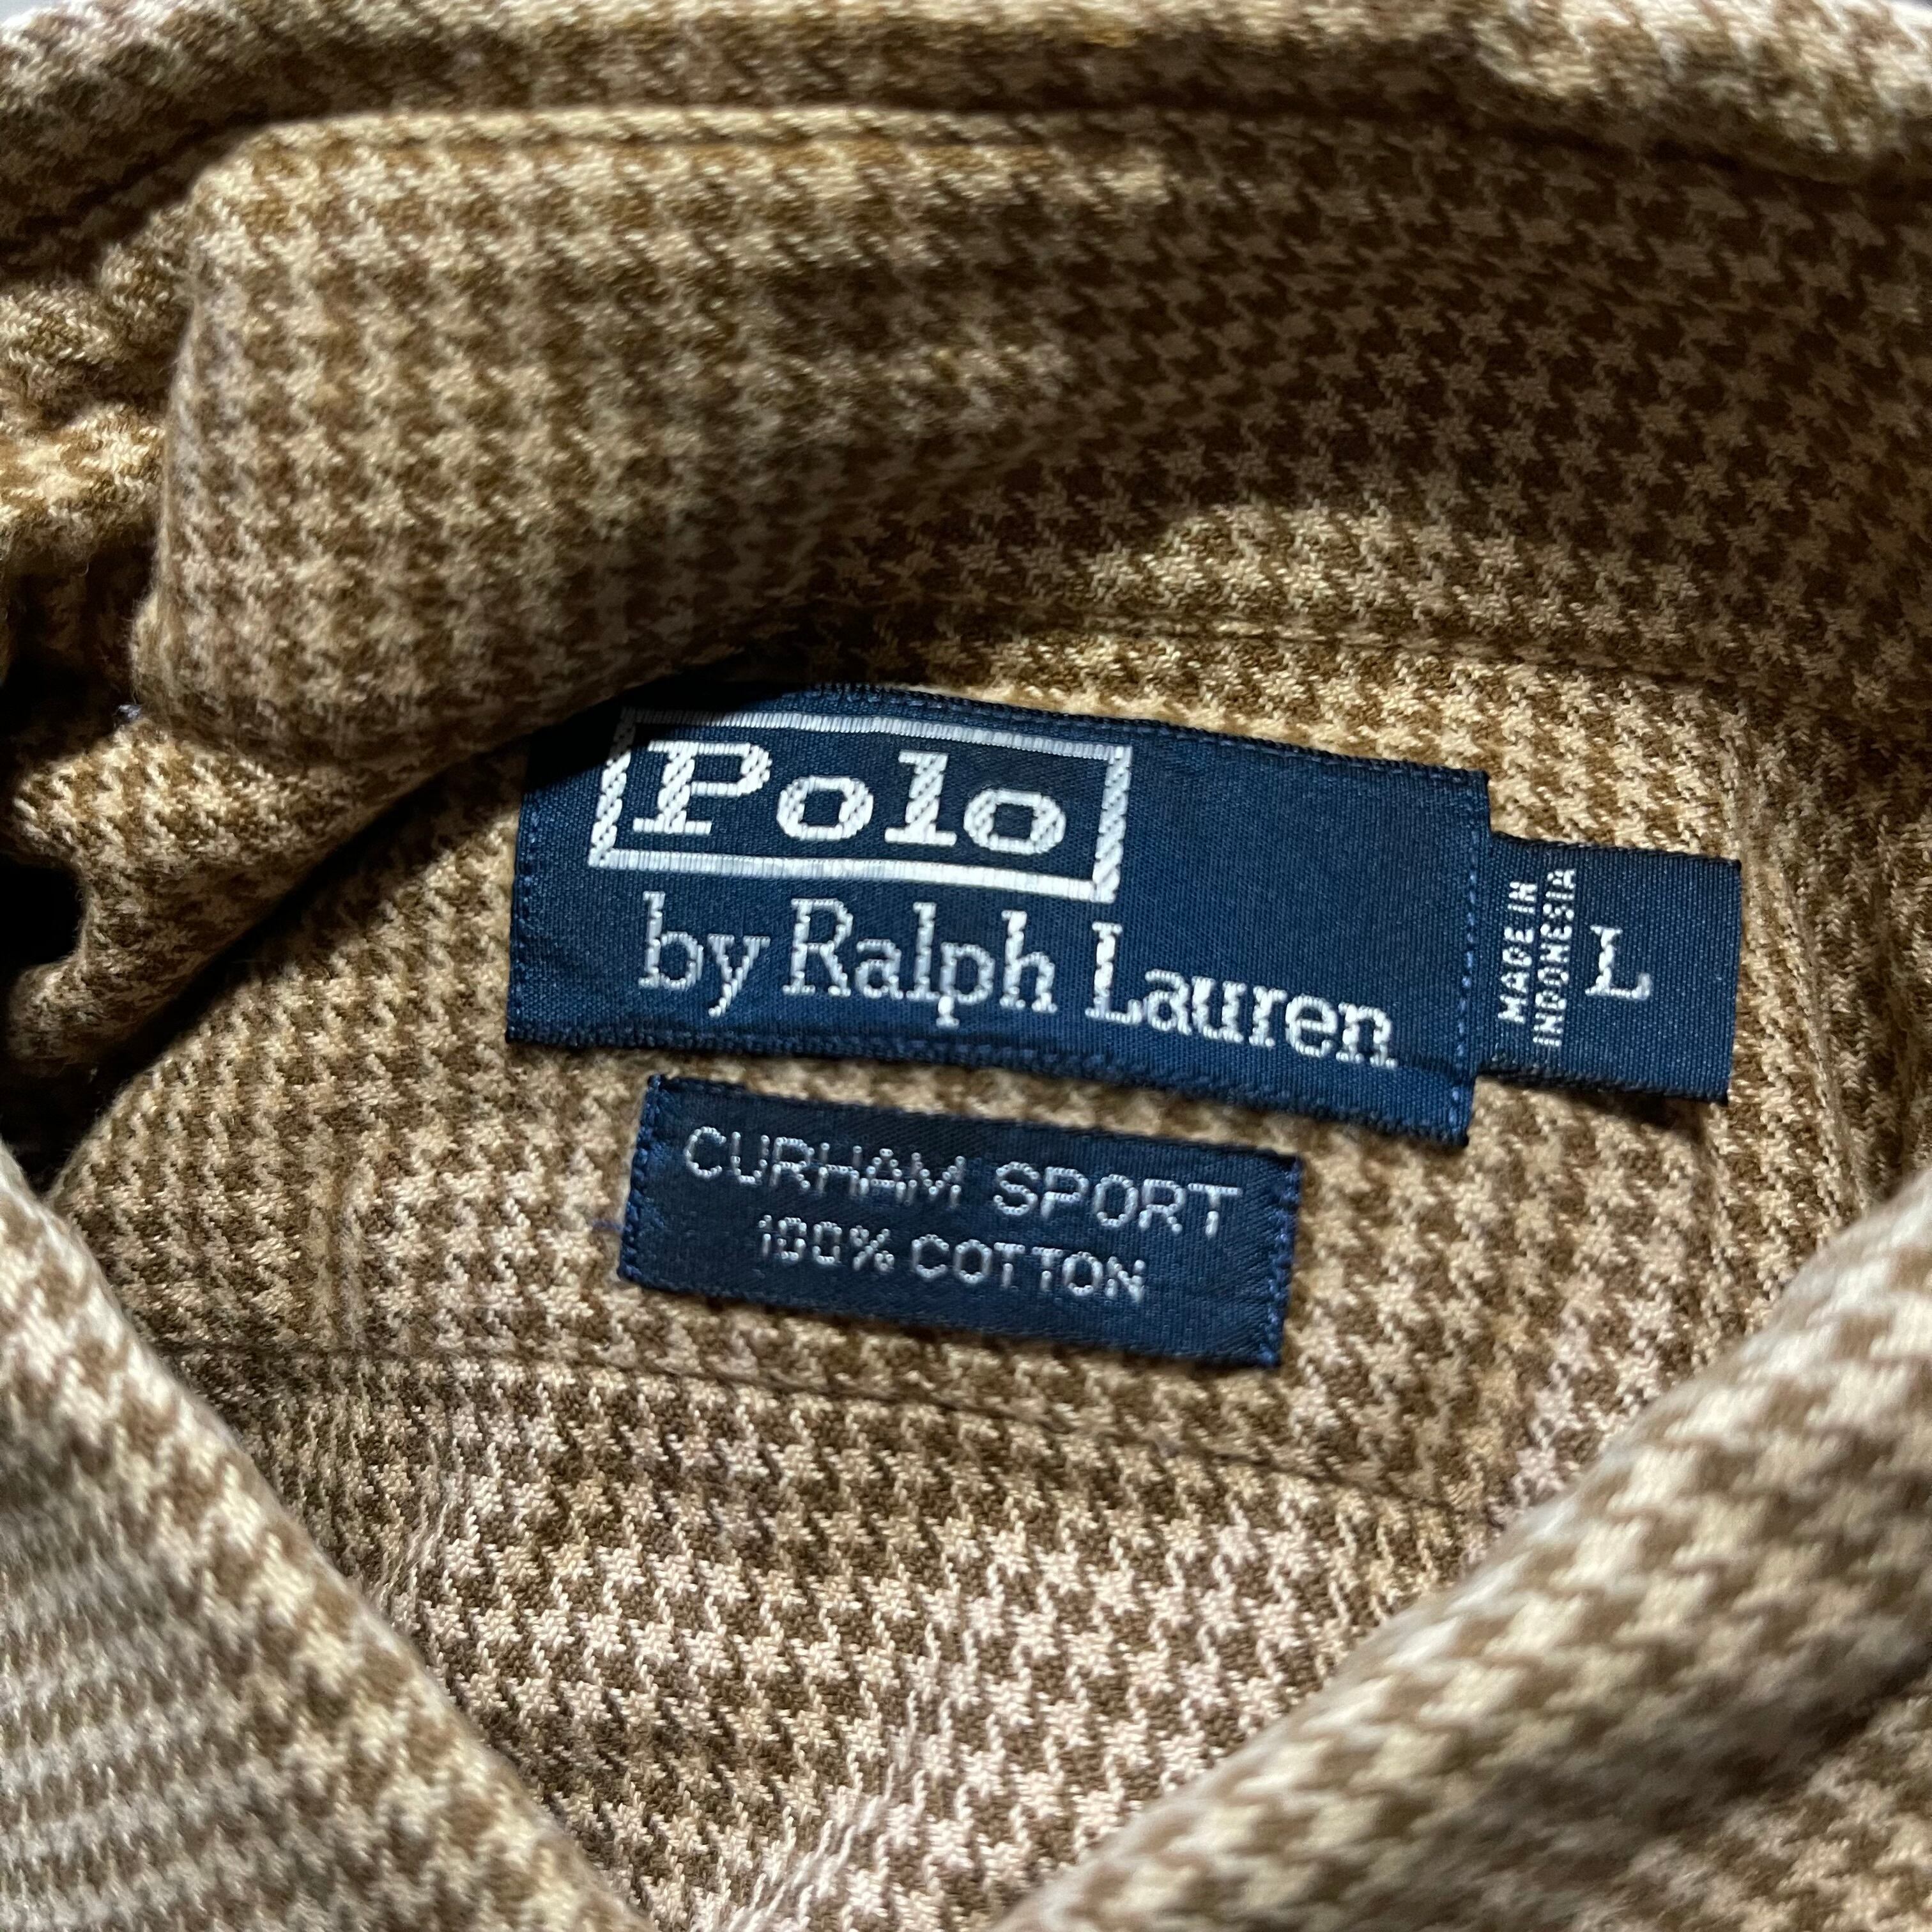 Polo
by Ralph Lauren
MADE IN
INDONESIA
L
CURHAM SPORT
100% COTTON